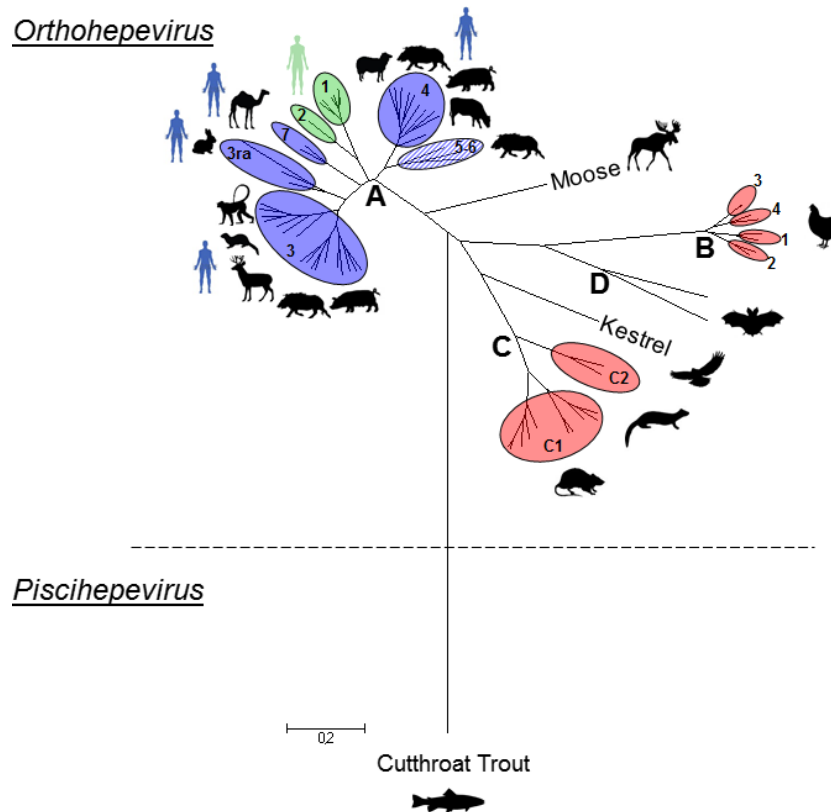 Orthohepevirus
1
4
2
7
5-6
3ra
A
Moose
3
4
B
1
2
3
D
Kestrel
C
C2
C1
Piscihepevirus
0,2
Cutthroat Trout